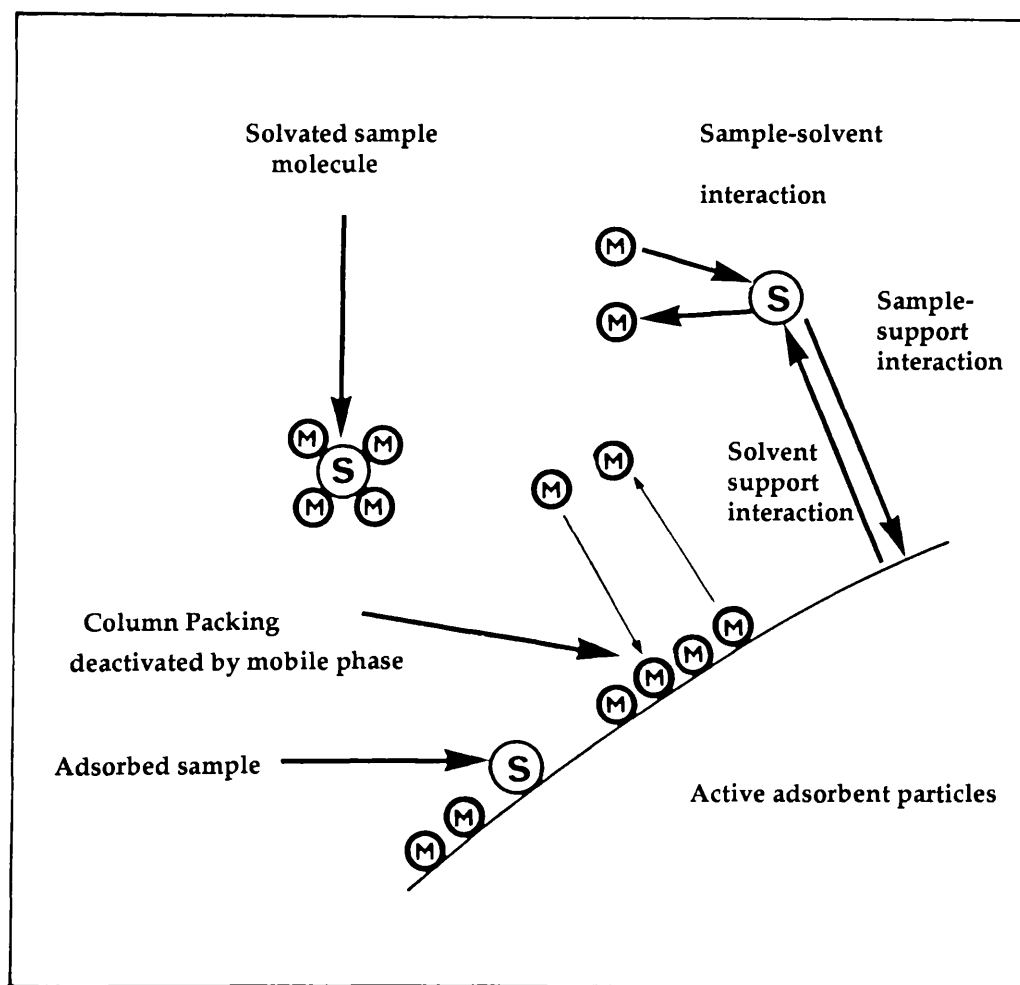 Solvated sample
molecule
Sample-solvent
interaction
M
S
M
Sample-
support
interaction
M
M
S
M
M
Solvent
support
interaction
M
M
Column Packing
deactivated by mobile phase
M
M
M
M
Adsorbed sample
S
Active adsorbent particles
M
M